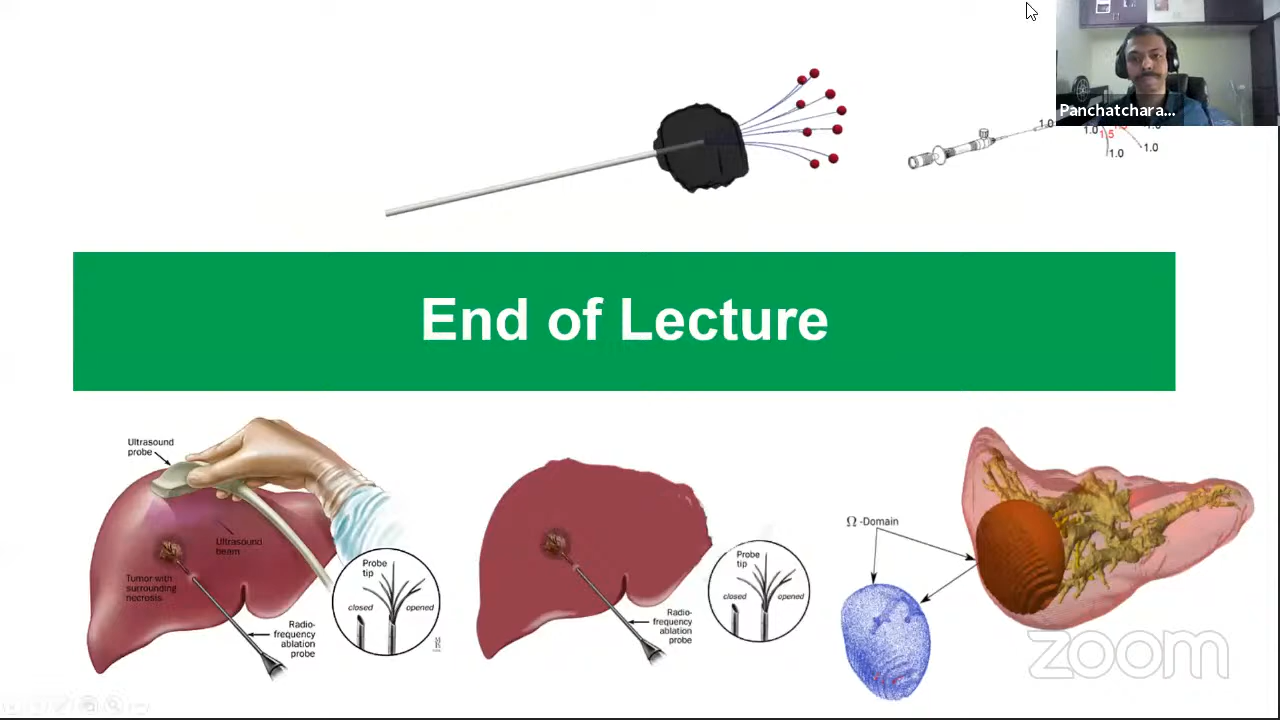 Panchatchara...
1.0
1.0
1.5
1.0
1.0
End of Lecture
Ultrasound
probe
Ultrasound
beam
Tumor with
surrounding
necrosis
Probe
tip
closed
opened
Radio-
frequency
ablation
probe
Probe
tip
closed
opened
Radio-
frequency
ablation
probe
Ω -Domain
zoom